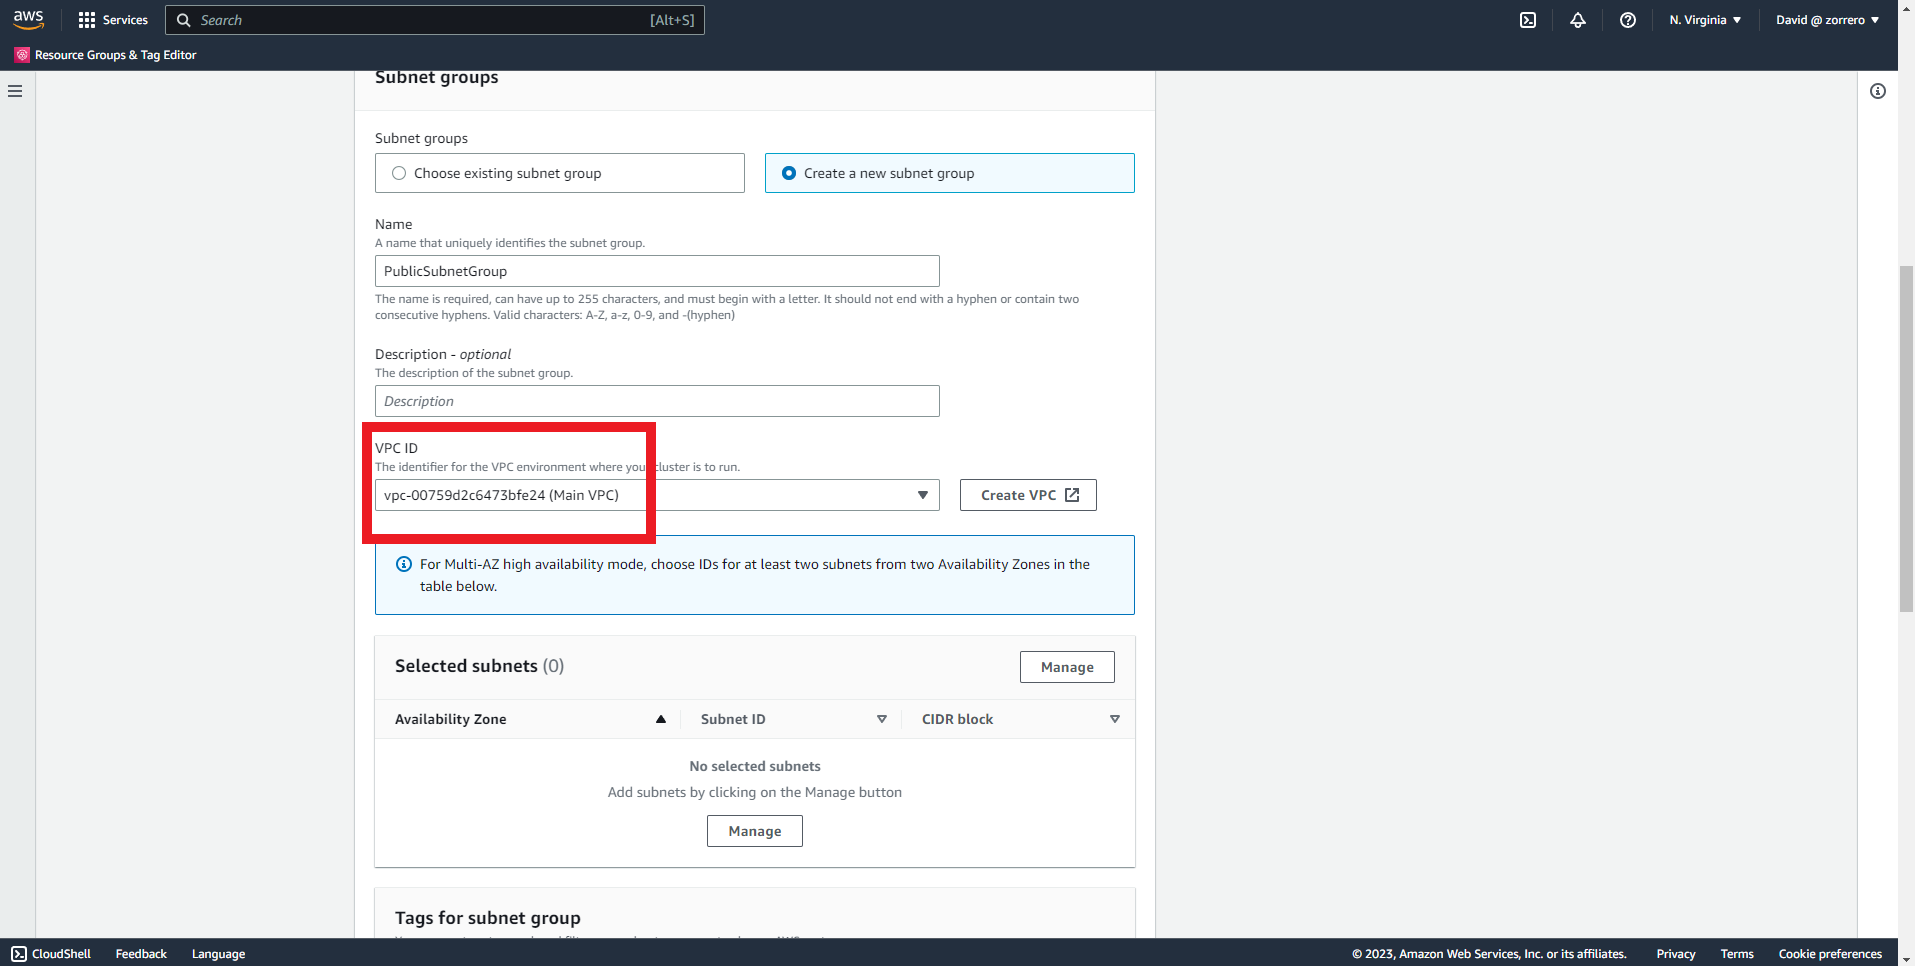 aws
Services
Search
[Alt+S]
N. Virginia
David @ zorrero
Resource Groups & Tag Editor
Subnet groups
Subnet groups
Choose existing subnet group
Create a new subnet group
Name
A name that uniquely identifies the subnet group.
PublicSubnetGroup
The name is required, can have up to 255 characters, and must begin with a letter. It should not end with a hyphen or contain two
consecutive hyphens. Valid characters: A-Z, a-z, 0-9, and -(hyphen)
Description - optional
The description of the subnet group.
Description
VPC ID
The identifier for the VPC environment where you cluster is to run.
vpc-00759d2c6473bfe24 (Main VPC)
Create VPC
For Multi-AZ high availability mode, choose IDs for at least two subnets from two Availability Zones in the
table below.
Selected subnets (0)
Manage
Availability Zone
Subnet ID
CIDR block
No selected subnets
Add subnets by clicking on the Manage button
Manage
Tags for subnet group
CloudShell
Feedback
Language
© 2023, Amazon Web Services, Inc. or its affiliates.
Privacy
Terms
Cookie preferences